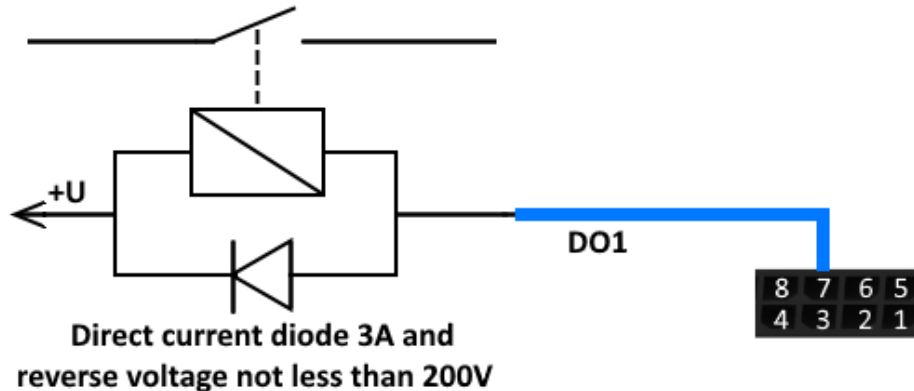 +U
DO1
8 7 6 5
4 3 2 1
Direct current diode 3A and
reverse voltage not less than 200V